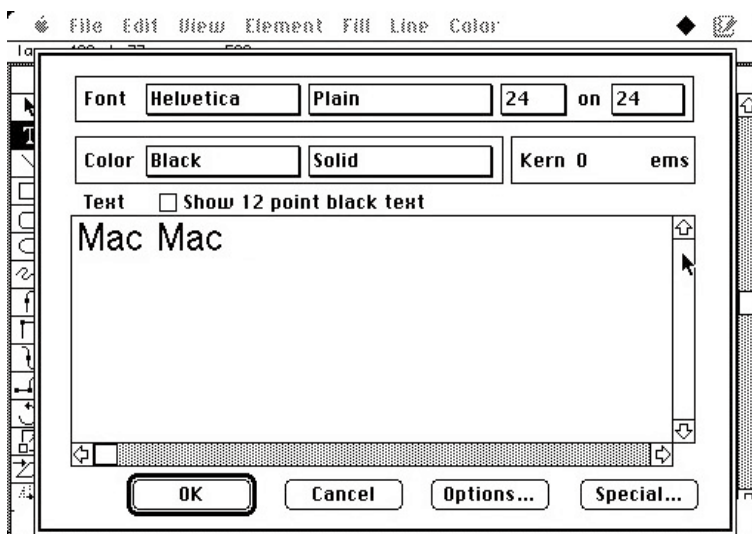 File Edit View Element Fill Line Color
Font Helvetica Plain 24 on 24
Color Black Solid Kern 0 ems
Text Show 12 point black text
Mac Mac
OK Cancel Options... Special...